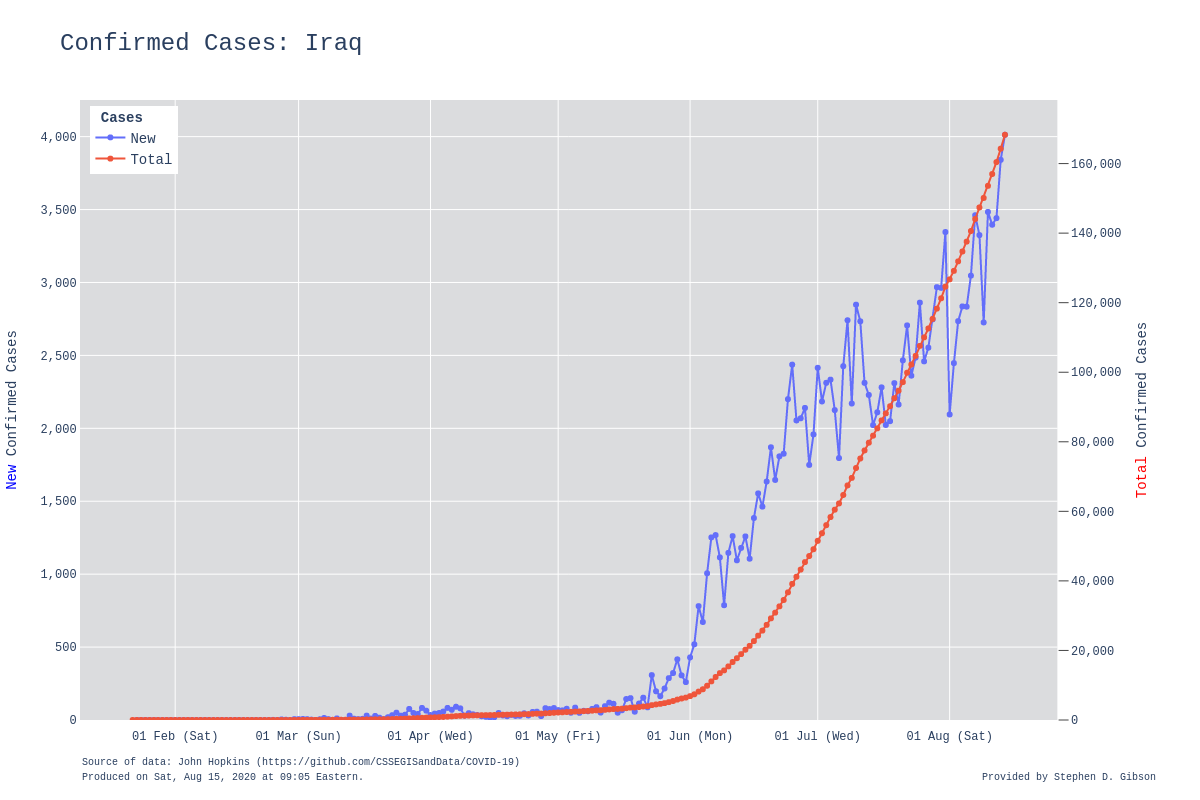 Confirmed Cases: Iraq
Cases
New
Total
4,000
3,500
3,000
2,500
2,000
1,500
1,000
500
0
New Confirmed Cases
160,000
140,000
120,000
100,000
80,000
60,000
40,000
20,000
0
Total Confirmed Cases
01 Feb (Sat) 01 Mar (Sun) 01 Apr (Wed) 01 May (Fri) 01 Jun (Mon) 01 Jul (Wed) 01 Aug (Sat)
Source of data: John Hopkins (https://github.com/CSSEGISandData/COVID-19)
Produced on Sat, Aug 15, 2020 at 09:05 Eastern.
Provided by Stephen D. Gibson